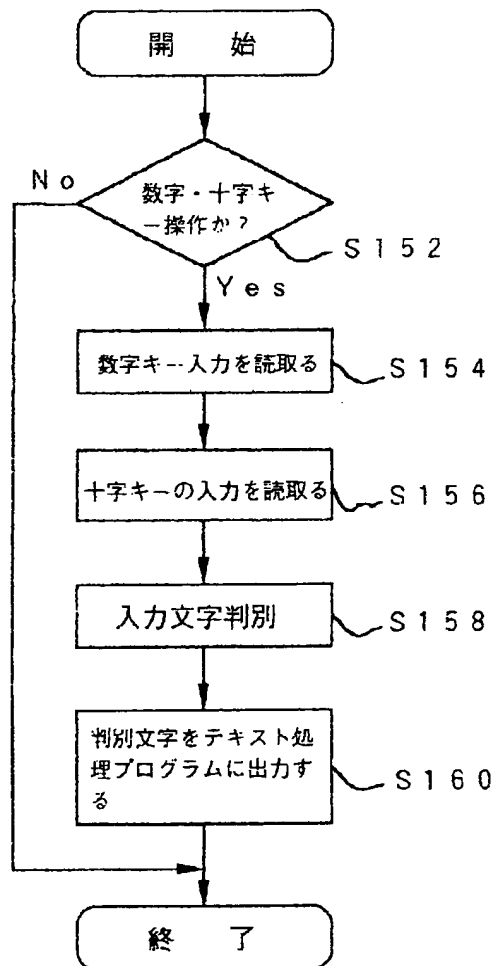 開 始
No
数字・十字キ
ー操作か?
S152
Yes
数字キー入力を読取る
S154
十字キーの入力を読取る
S156
入力文字判別
S158
判別文字をテキスト処
理プログラムに出力す
る
S160
終 了